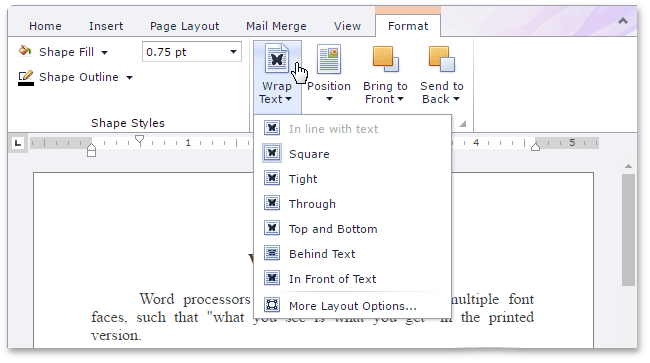 Home Insert Page Layout Mail Merge View Format
Shape Fill 0.75 pt
Shape Outline
Wrap Text Position Bring to Front Send to Back
Shape Styles
In line with text
Square
Tight
Through
Top and Bottom
Behind Text
In Front of Text
More Layout Options...
L 1 4 5
Word processors multiple font
faces, such that "what you see is what you get" in the printed
version.